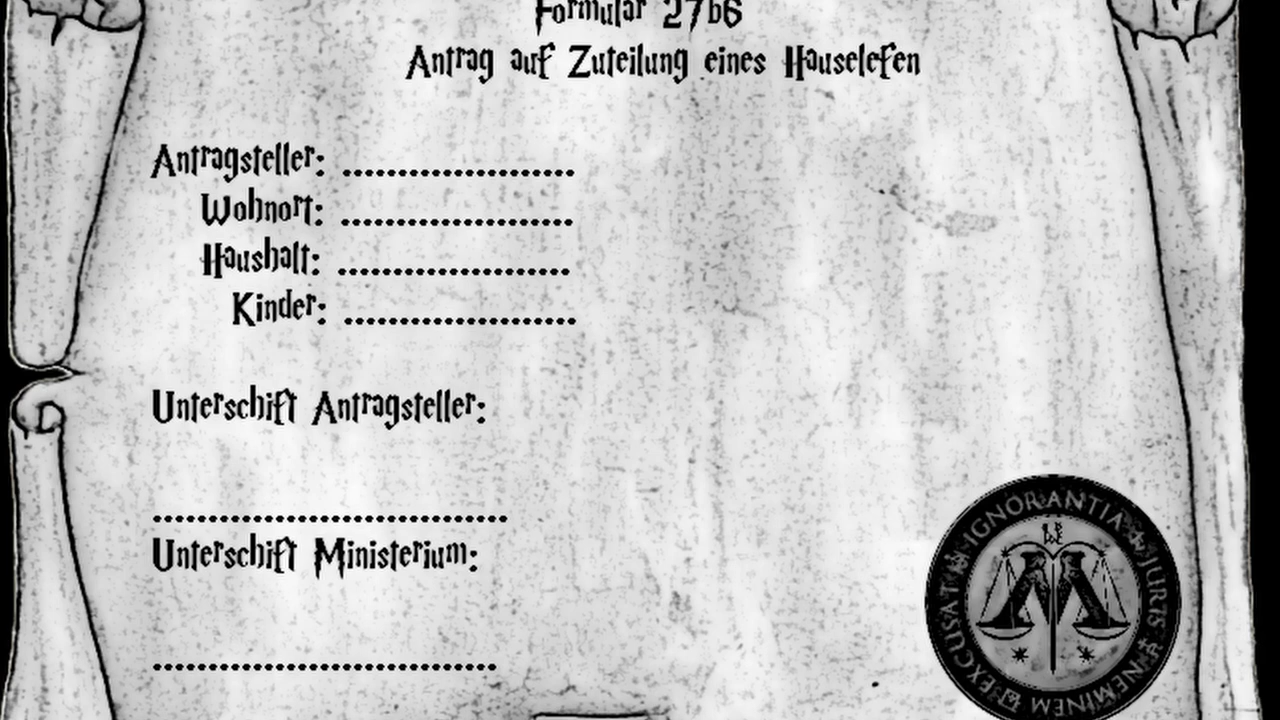 Formular 27b6
Antrag auf Zuteilung eines Hauselefen
Antragsteller: .....................
Wohnort: .....................
Haushalt: .....................
Kinder: .....................
Unterschift Antragsteller:
................................
Unterschift Ministerium:
...............................
IGNORANTIA JURIS NEMINEM EXCUSAT
M